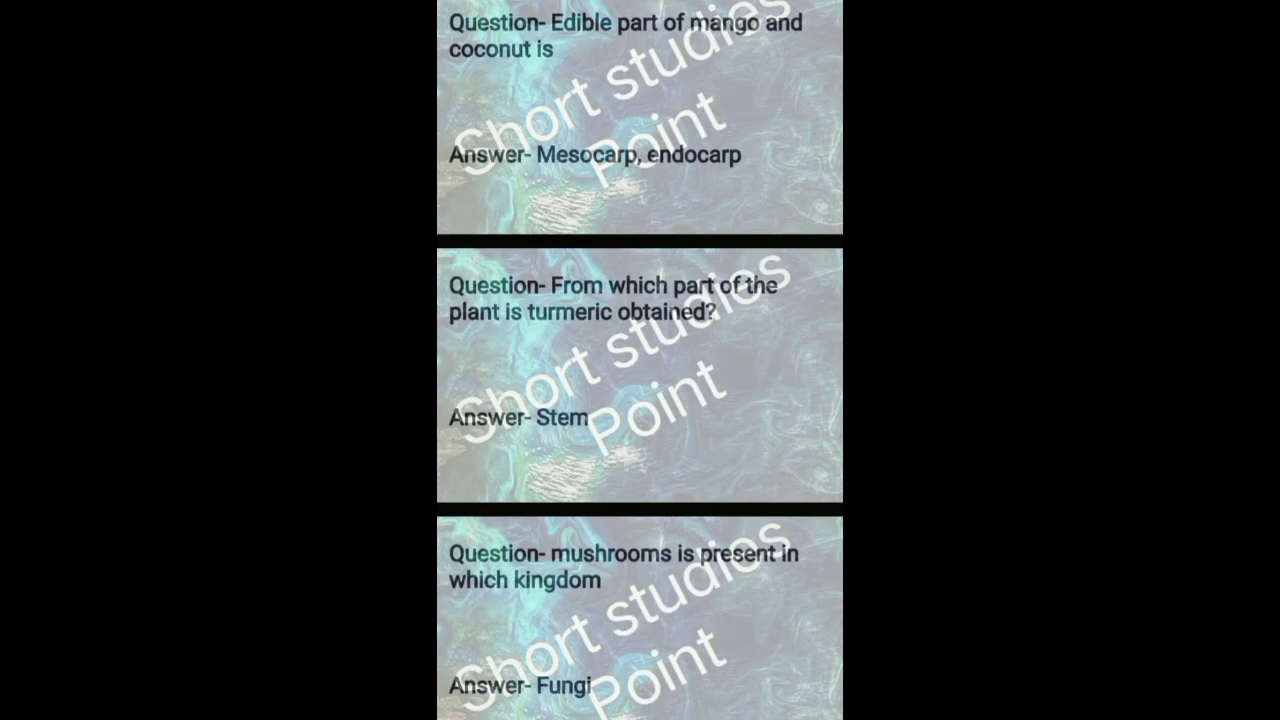 Question- Edible part of mango and
coconut is
Short studies
Point
Answer- Mesocarp, endocarp
Question- From which part of the
plant is turmeric obtained?
Short studies
Point
Answer- Stem
Question- mushrooms is present in
which kingdom
Short studies
Point
Answer- Fungi